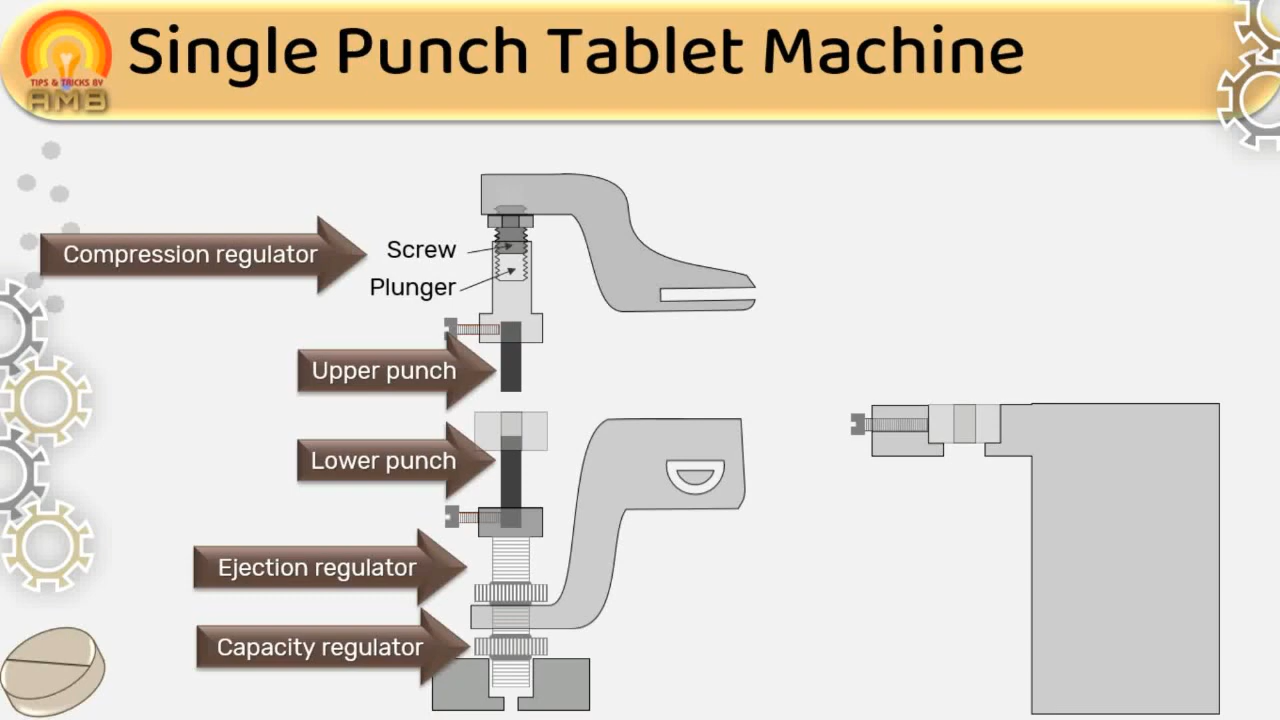 Single Punch Tablet Machine
TIPS & TRICKS BY
AMB
Compression regulator
Screw
Plunger
Upper punch
Lower punch
Ejection regulator
Capacity regulator